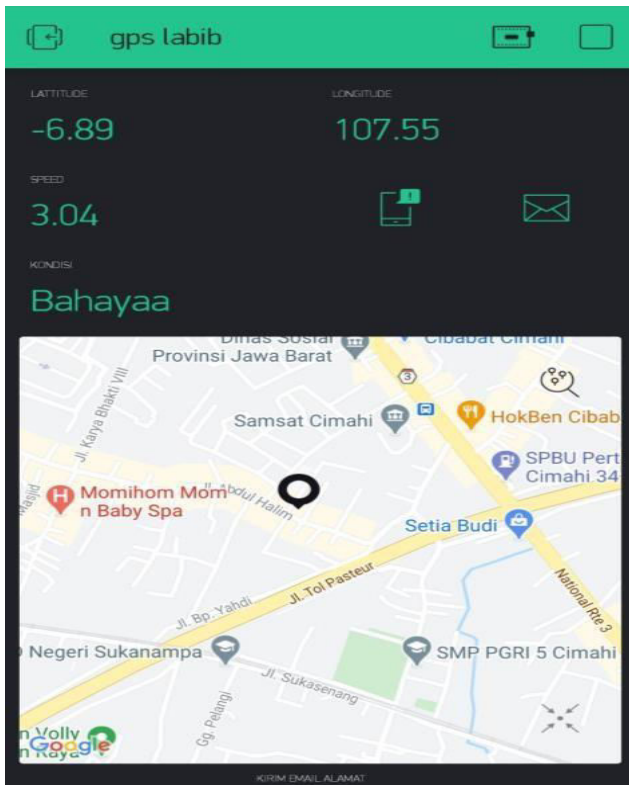 gps labib
LATTITUDE
LONGITUDE
-6.89
107.55
SPEED
3.04
KONDISI
Bahayaa
Dinas Sosial
Provinsi Jawa Barat
Cibabat Cimahi
3
Jl. Karya Bhakti VIII
Samsat Cimahi
HokBen Cibab
SPBU Pert
Cimahi 34
Masjid
H
Momihom Mom
n Baby Spa
Jl. Abdul Halim
Setia Budi
Jl. Tol Pasteur
National Rte 3
Jl. Bp. Yahdi
Negeri Sukanampa
SMP PGRI 5 Cimahi
Jl. Sukasenang
Gg. Pelangi
n Volly
Google
n Raya
KIRIM EMAIL ALAMAT